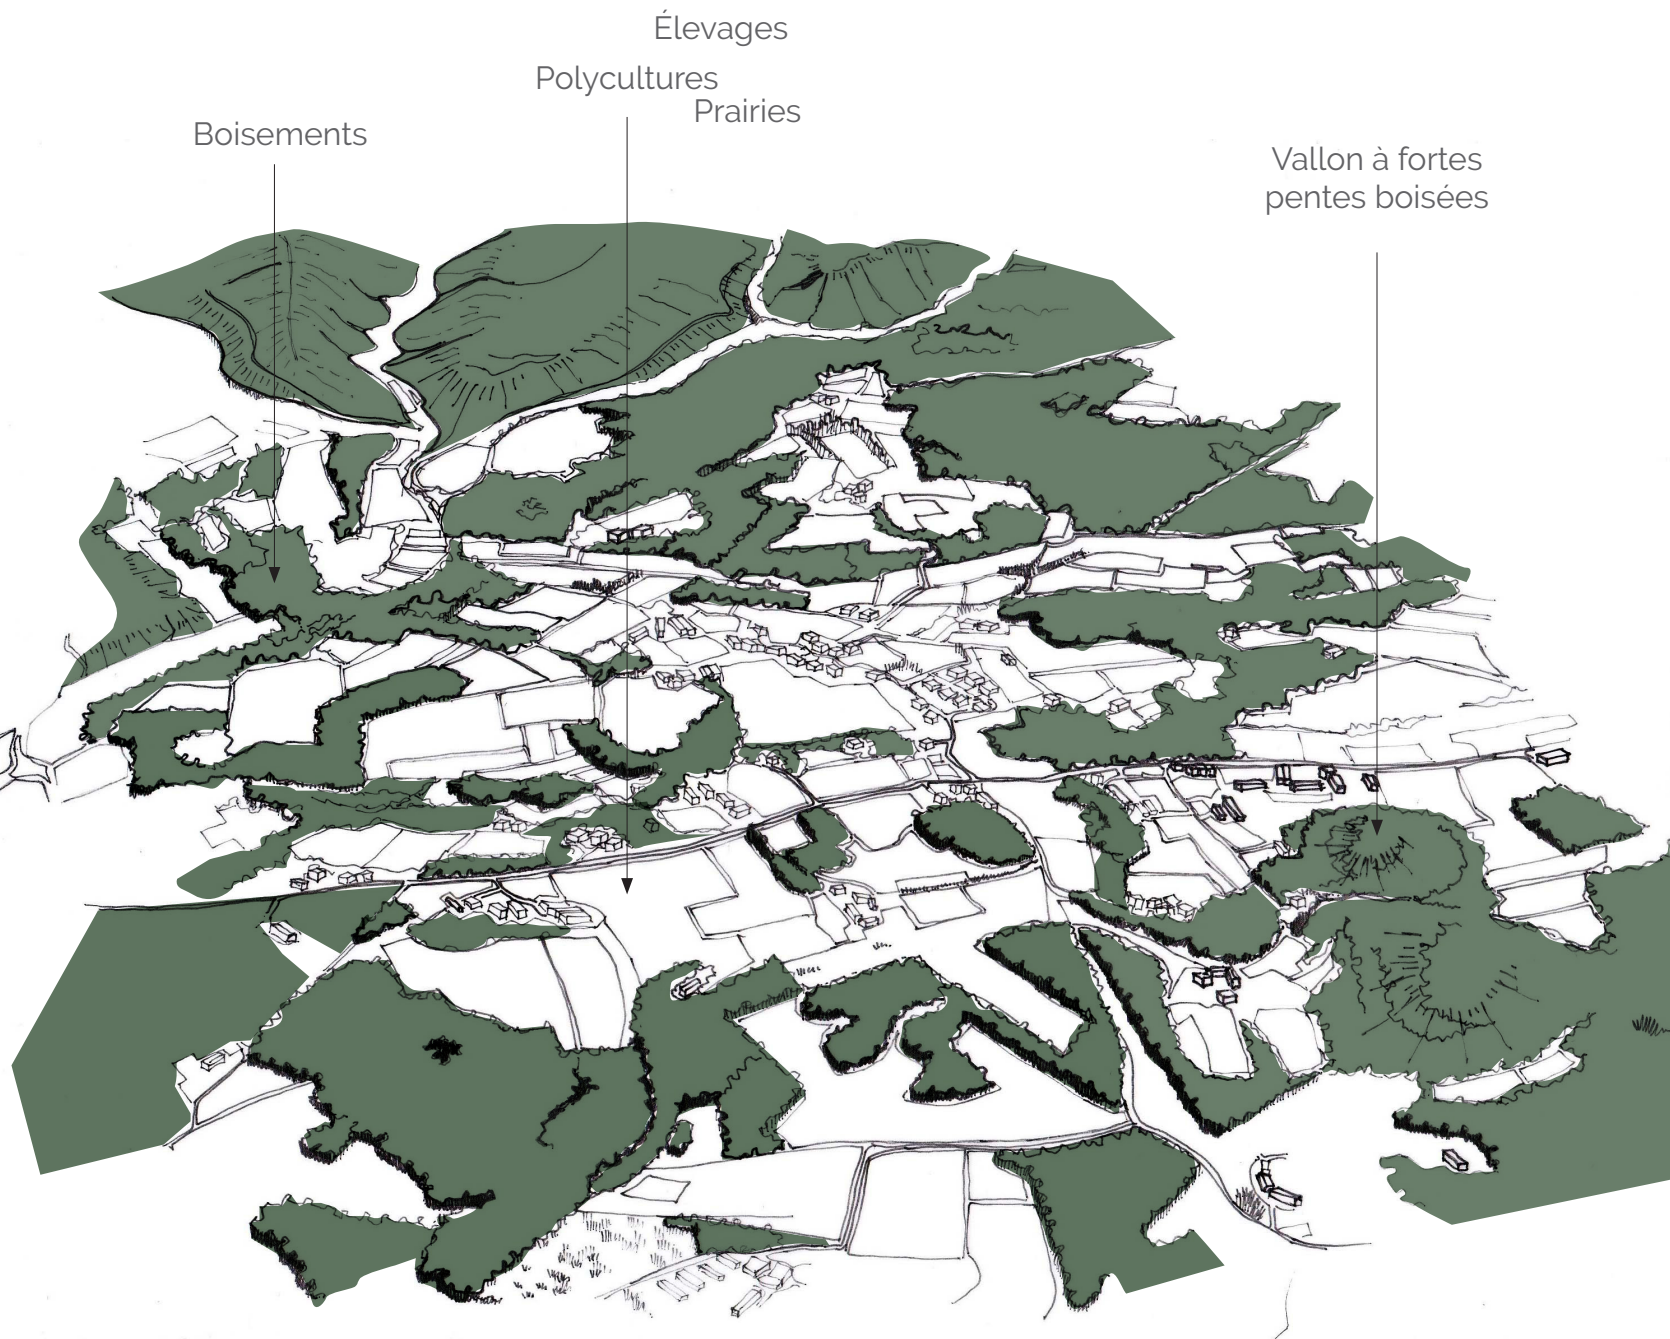 Élevages
Polycultures
Prairies
Boisements
Vallon à fortes
pentes boisées